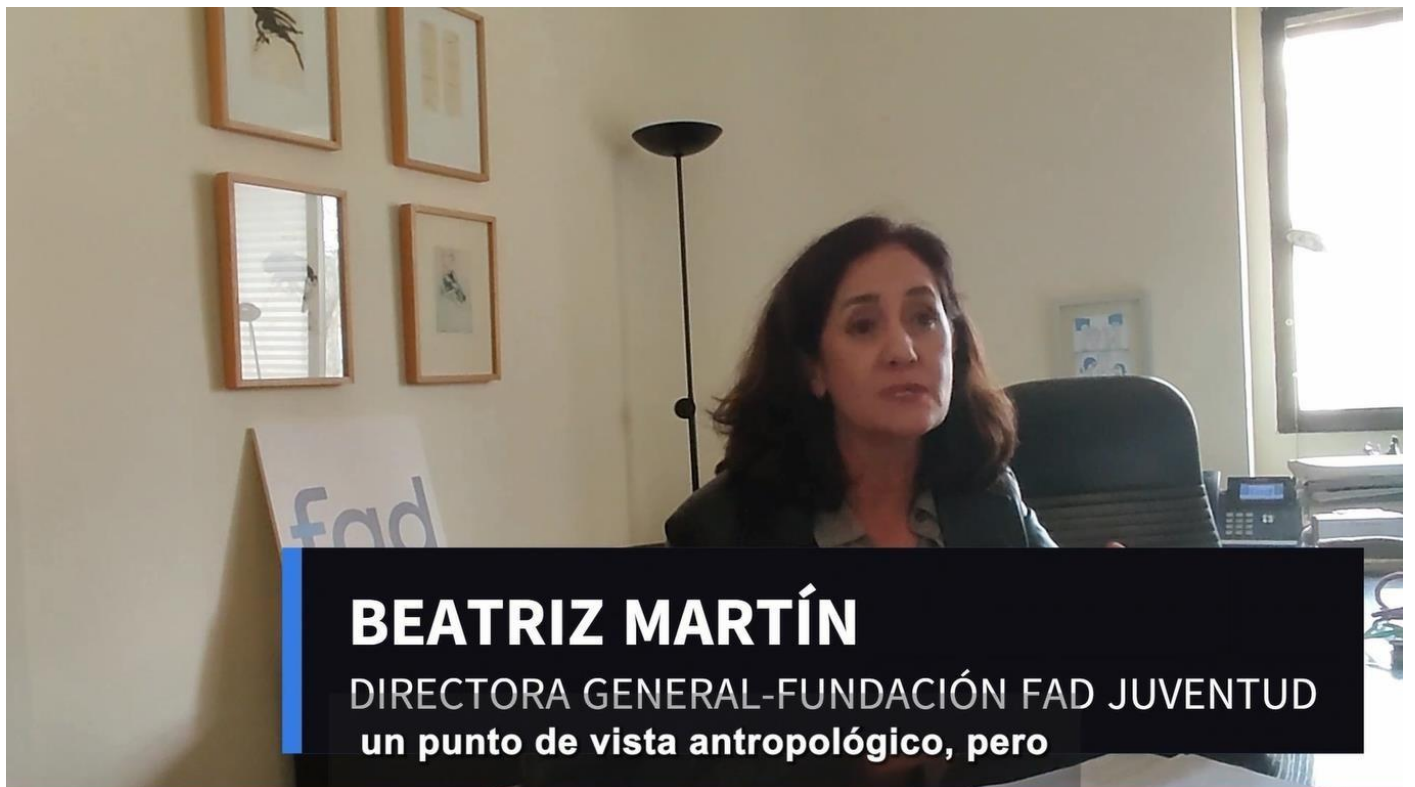 fad
BEATRIZ MARTÍN
DIRECTORA GENERAL-FUNDACIÓN FAD JUVENTUD
un punto de vista antropológico, pero